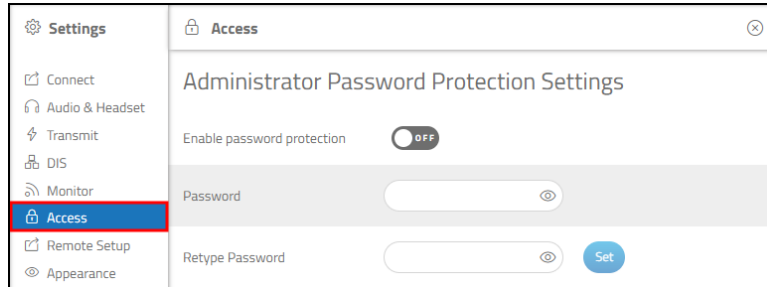 Settings
Access
Connect
Audio & Headset
Transmit
DIS
Monitor
Access
Remote Setup
Appearance
Administrator Password Protection Settings
Enable password protection OFF
Password
Retype Password Set